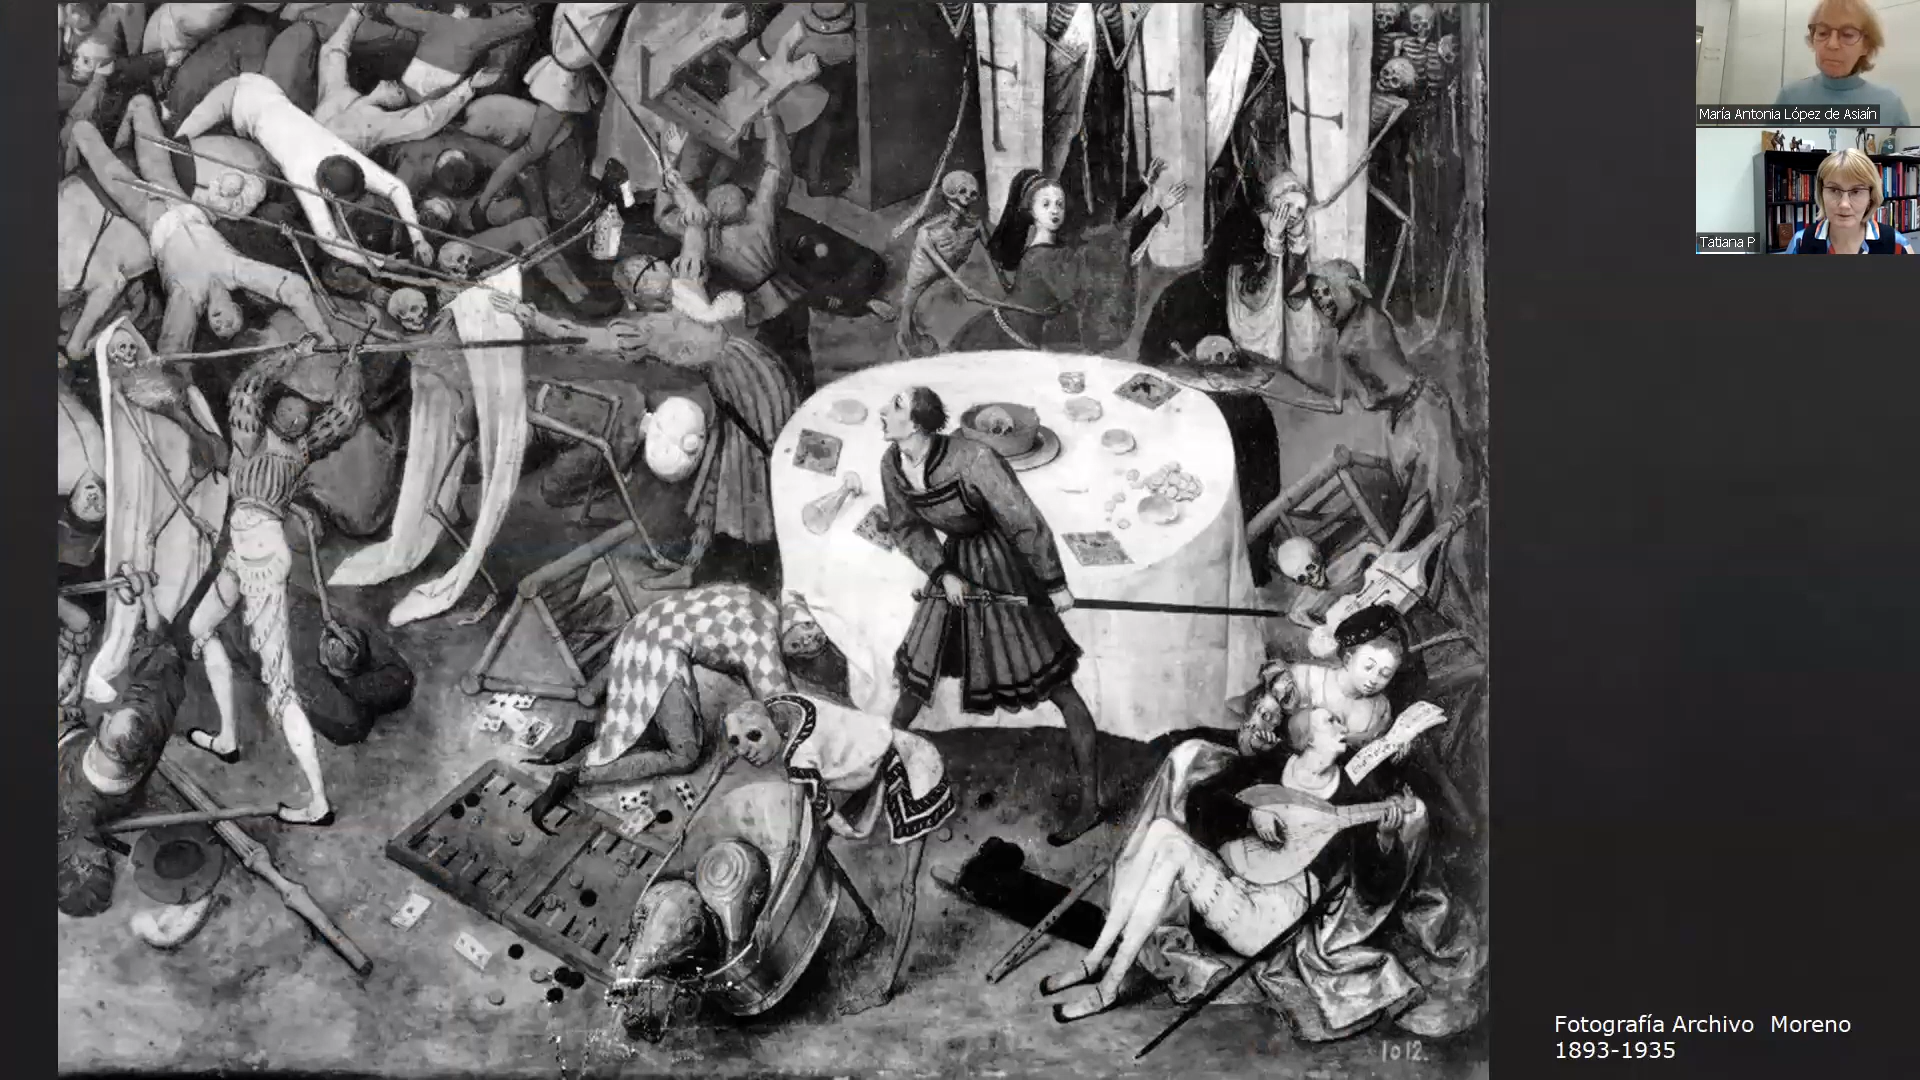 María Antonia López de Asiaín
Tatiana P
Fotografía Archivo Moreno
1893-1935
1012.